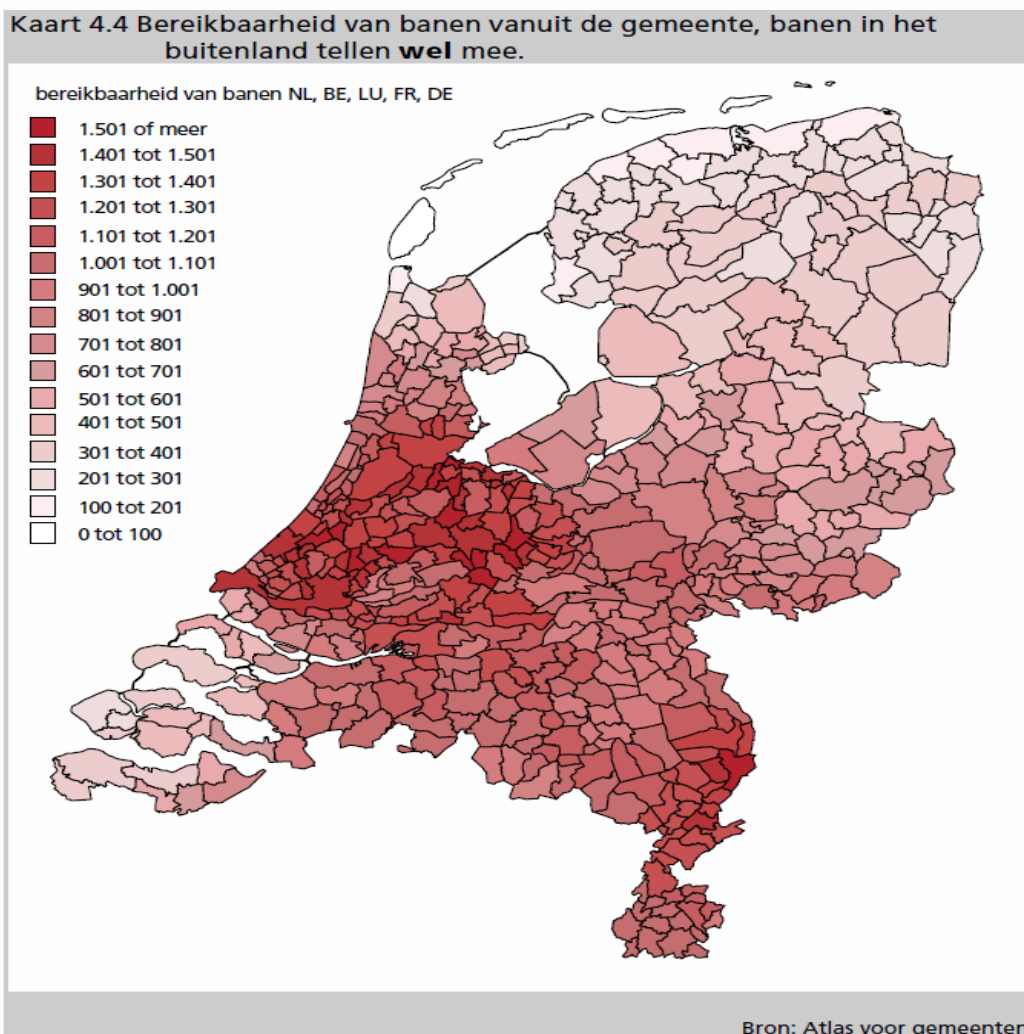 Kaart 4.4 Bereikbaarheid van banen vanuit de gemeente, banen in het
buitenland tellen wel mee.
bereikbaarheid van banen NL, BE, LU, FR, DE
1.501 of meer
1.401 tot 1.501
1.301 tot 1.401
1.201 tot 1.301
1.101 tot 1.201
1.001 tot 1.101
901 tot 1.001
801 tot 901
701 tot 801
601 tot 701
501 tot 601
401 tot 501
301 tot 401
201 tot 301
100 tot 201
0 tot 100
Bron: Atlas voor gemeenten